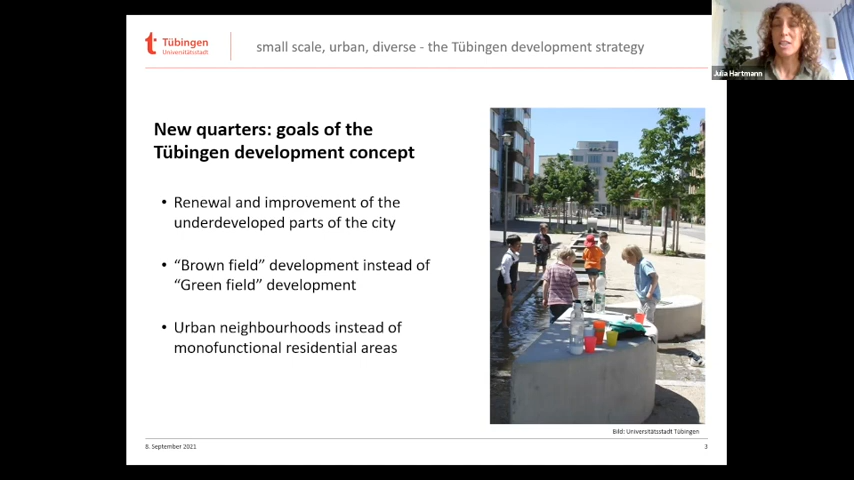 Tübingen
Universitätsstadt
small scale, urban, diverse - the Tübingen development strategy
Julia Hartmann
New quarters: goals of the
Tübingen development concept
• Renewal and improvement of the
underdeveloped parts of the city
• “Brown field” development instead of
“Green field” development
• Urban neighbourhoods instead of
monofunctional residential areas
Bild: Universitätsstadt Tübingen
8. September 2021
3